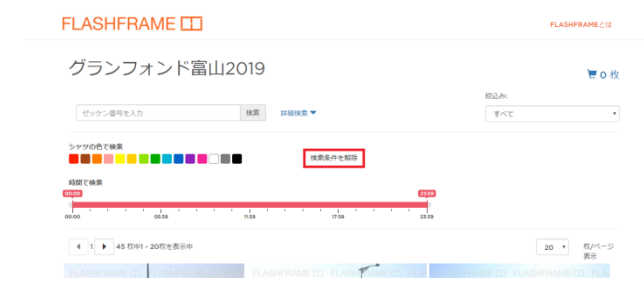 FLASHFRAME
FLASHFRAMEとは
グランフォンド富山2019
0 枚
絞込み:
ゼッケン番号を入力 検索 詳細検索 すべて
シャツの色で検索
検索条件を解除
時間で検索
00:00 23:59
00:00 05:59 11:59 17:59 23:59
1 45 枚中1 - 20枚を表示中 20 枚/ページ
表示
FLASHFRAME FLASHFRAME FLASHFRAME FLASHFRAME